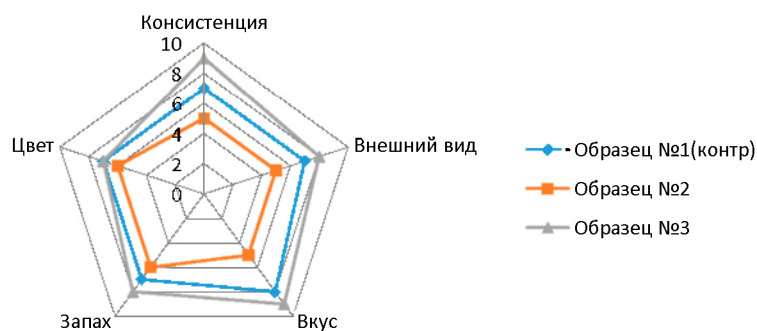 Консистенция
10
8
6
4
2
0
Цвет
Внешний вид
Запах
Вкус
Образец №1(контр)
Образец №2
Образец №3